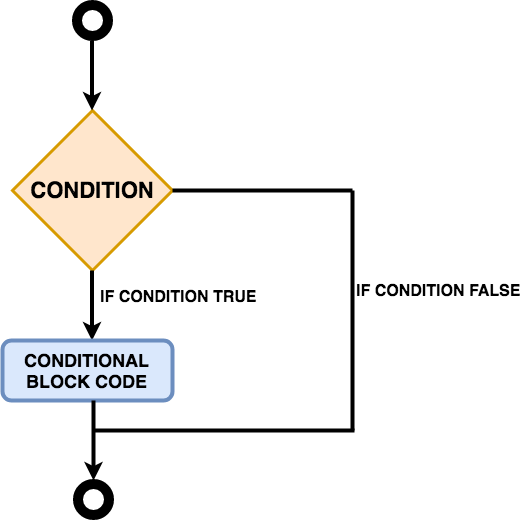 CONDITION
IF CONDITION TRUE
IF CONDITION FALSE
CONDITIONAL
BLOCK CODE